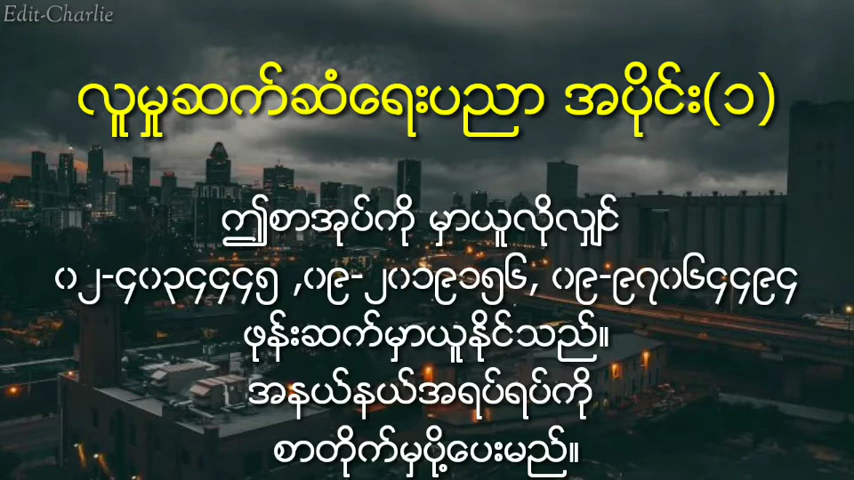 Edit-Charlie
လူမှုဆက်ဆံရေးပညာ အပိုင်း(၁)
ဤစာအုပ်ကို မှာယူလိုလျှင်
၀၂-၄၀၃၄၄၄၅ ,၀၉-၂၀၁၉၁၅၆, ၀၉-၉၇၀၆၄၄၉၄
ဖုန်းဆက်မှာယူနိုင်သည်။
အနယ်နယ်အရပ်ရပ်ကို
စာတိုက်မှပို့ပေးမည်။